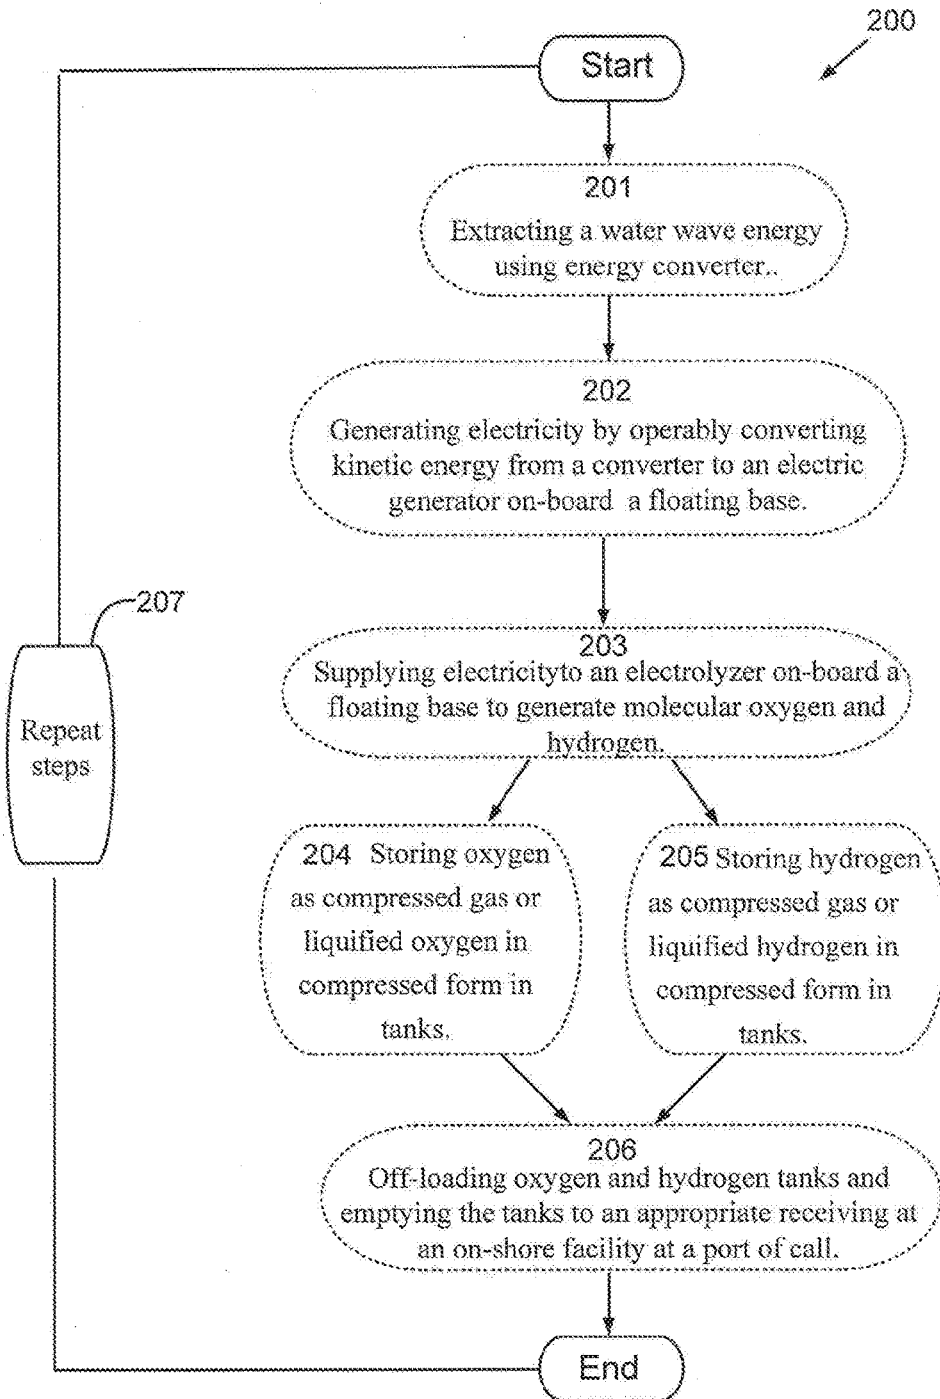 200
Start
201
Extracting a water wave energy
using energy converter..
202
Generating electricity by operably converting
kinetic energy from a converter to an electric
generator on-board a floating base.
207
Repeat
steps
203
Supplying electricityto an electrolyzer on-board a
floating base to generate molecular oxygen and
hydrogen.
204 Storing oxygen
as compressed gas or
liquified oxygen in
compressed form in
tanks.
205 Storing hydrogen
as compressed gas or
liquified hydrogen in
compressed form in
tanks.
206
Off-loading oxygen and hydrogen tanks and
emptying the tanks to an appropriate receiving at
an on-shore facility at a port of call.
End